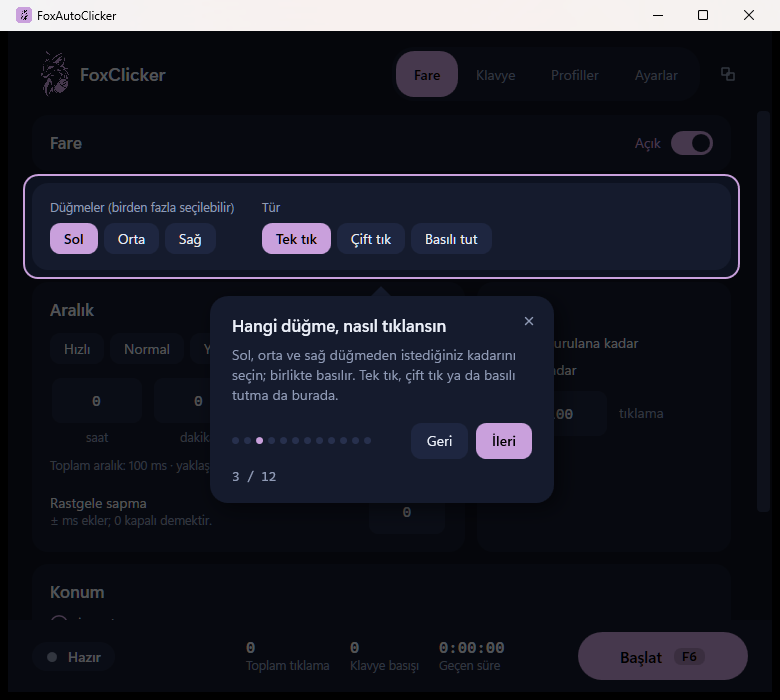 FoxAutoClicker
FoxClicker
Fare
Klavye
Profiller
Ayarlar
Fare
Açık
Düğmeler (birden fazla seçilebilir)
Tür
Sol
Orta
Sağ
Tek tık
Çift tık
Basılı tut
Aralık
Hızlı
Normal
Hangi düğme, nasıl tıklansın
Sol, orta ve sağ düğmeden istediğiniz kadarını
seçin; birlikte basılır. Tek tık, çift tık ya da basılı
tutma da burada.
Geri
İleri
3 / 12
kadar
0
0
tıklama
saat
Toplam aralık: 100 ms
Rastgele sapma
± ms ekler; 0 kapalı demektir.
0
Konum
Hazır
0
Toplam tıklama
0
Klavye basışı
0:00:00
Geçen süre
Başlat
F6